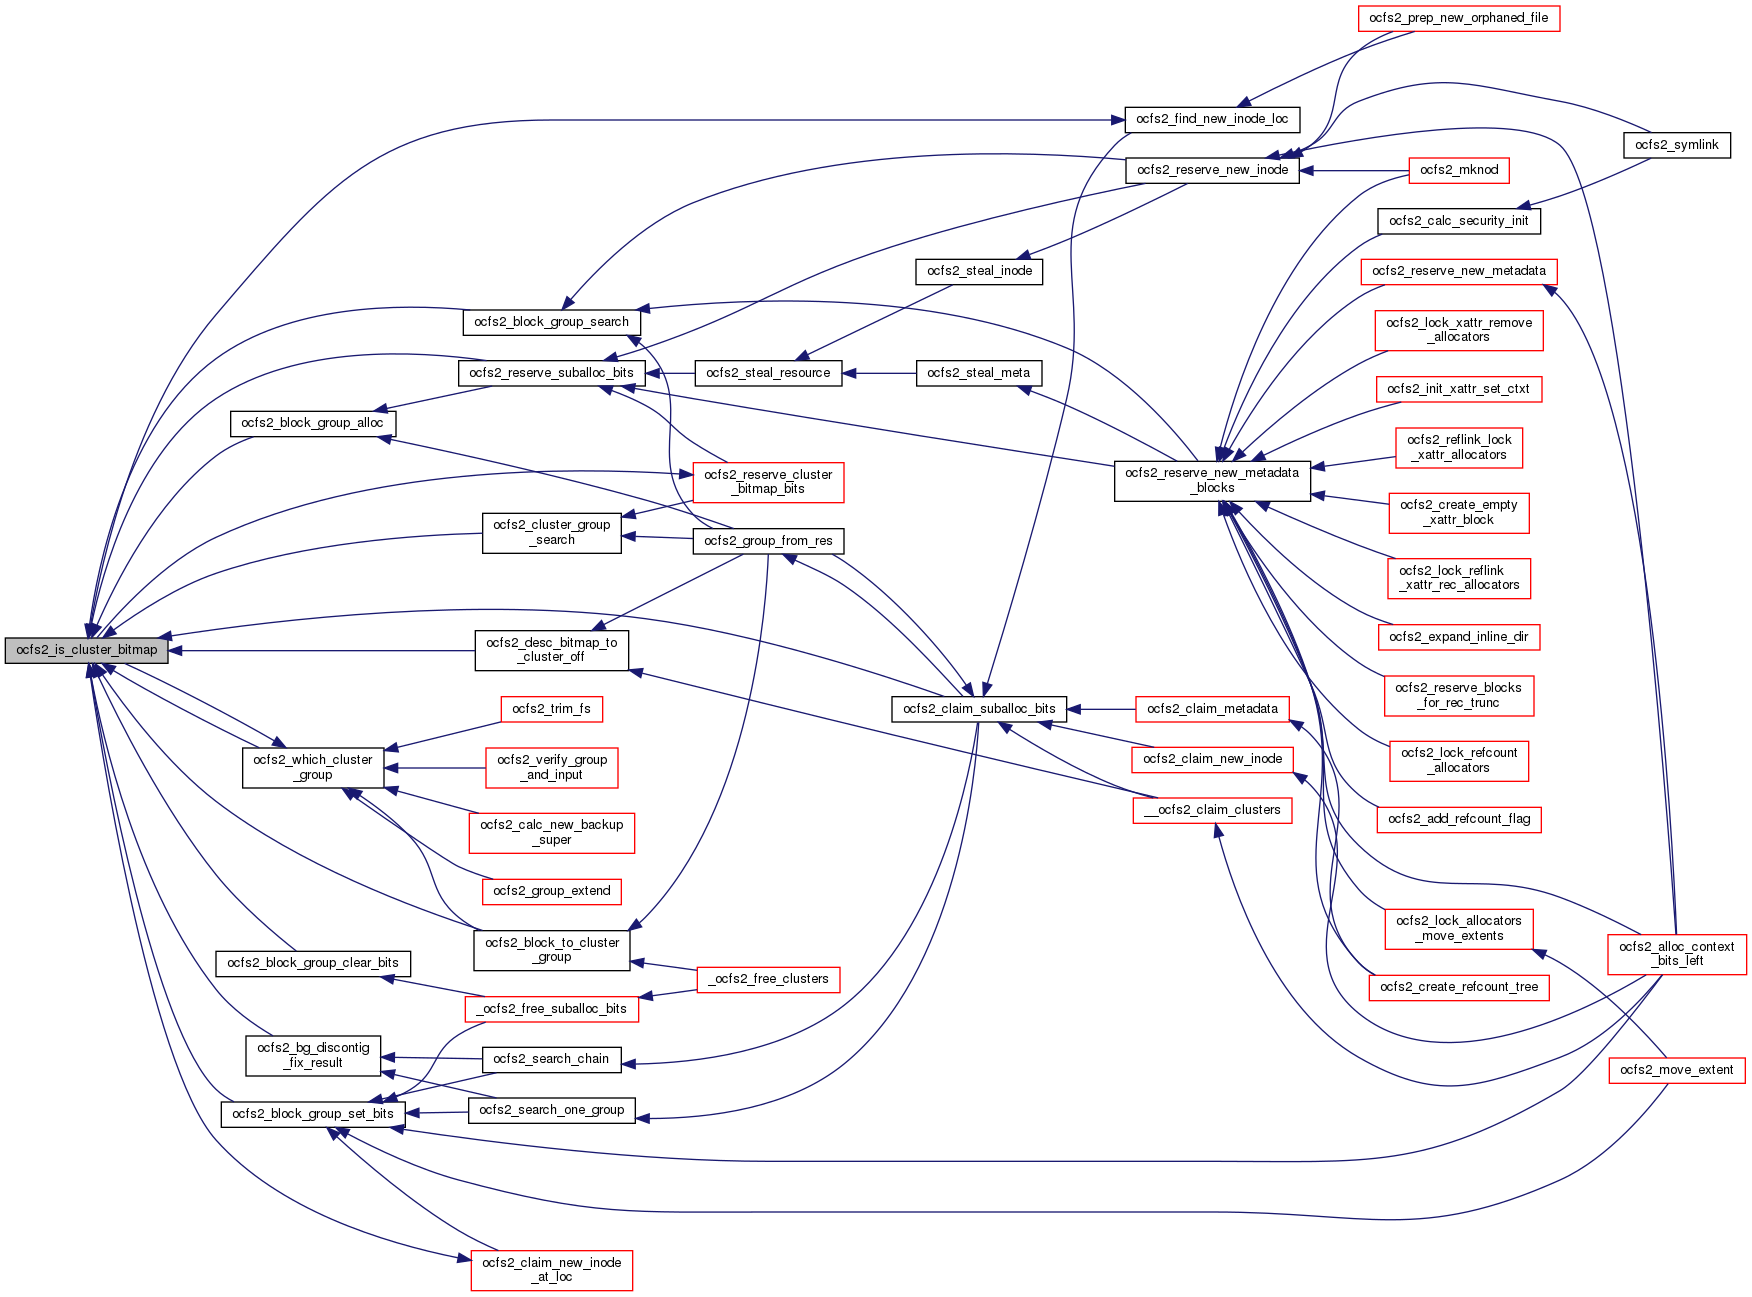 ocfs2_prep_new_orphaned_file
ocfs2_find_new_inode_loc
ocfs2_symlink
ocfs2_reserve_new_inode
ocfs2_mknod
ocfs2_calc_security_init
ocfs2_steal_inode
ocfs2_reserve_new_metadata
ocfs2_block_group_search
ocfs2_lock_xattr_remove
_allocators
ocfs2_reserve_suballoc_bits
ocfs2_steal_resource
ocfs2_steal_meta
ocfs2_init_xattr_set_ctxt
ocfs2_block_group_alloc
ocfs2_reflink_lock
_xattr_allocators
ocfs2_reserve_cluster
_bitmap_bits
ocfs2_reserve_new_metadata
_blocks
ocfs2_create_empty
_xattr_block
ocfs2_cluster_group
_search
ocfs2_group_from_res
ocfs2_lock_reflink
_xattr_rec_allocators
ocfs2_is_cluster_bitmap
ocfs2_desc_bitmap_to
_cluster_off
ocfs2_expand_inline_dir
ocfs2_reserve_blocks
_for_rec_trunc
ocfs2_trim_fs
ocfs2_claim_suballoc_bits
ocfs2_claim_metadata
ocfs2_which_cluster
_group
ocfs2_verify_group
_and_input
ocfs2_claim_new_inode
ocfs2_lock_refcount
_allocators
ocfs2_calc_new_backup
_super
__ocfs2_claim_clusters
ocfs2_add_refcount_flag
ocfs2_group_extend
ocfs2_lock_allocators
_move_extents
ocfs2_block_to_cluster
_group
ocfs2_alloc_context
_bits_left
ocfs2_block_group_clear_bits
_ocfs2_free_clusters
ocfs2_create_refcount_tree
_ocfs2_free_suballoc_bits
ocfs2_bg_discontig
_fix_result
ocfs2_search_chain
ocfs2_move_extent
ocfs2_block_group_set_bits
ocfs2_search_one_group
ocfs2_claim_new_inode
_at_loc